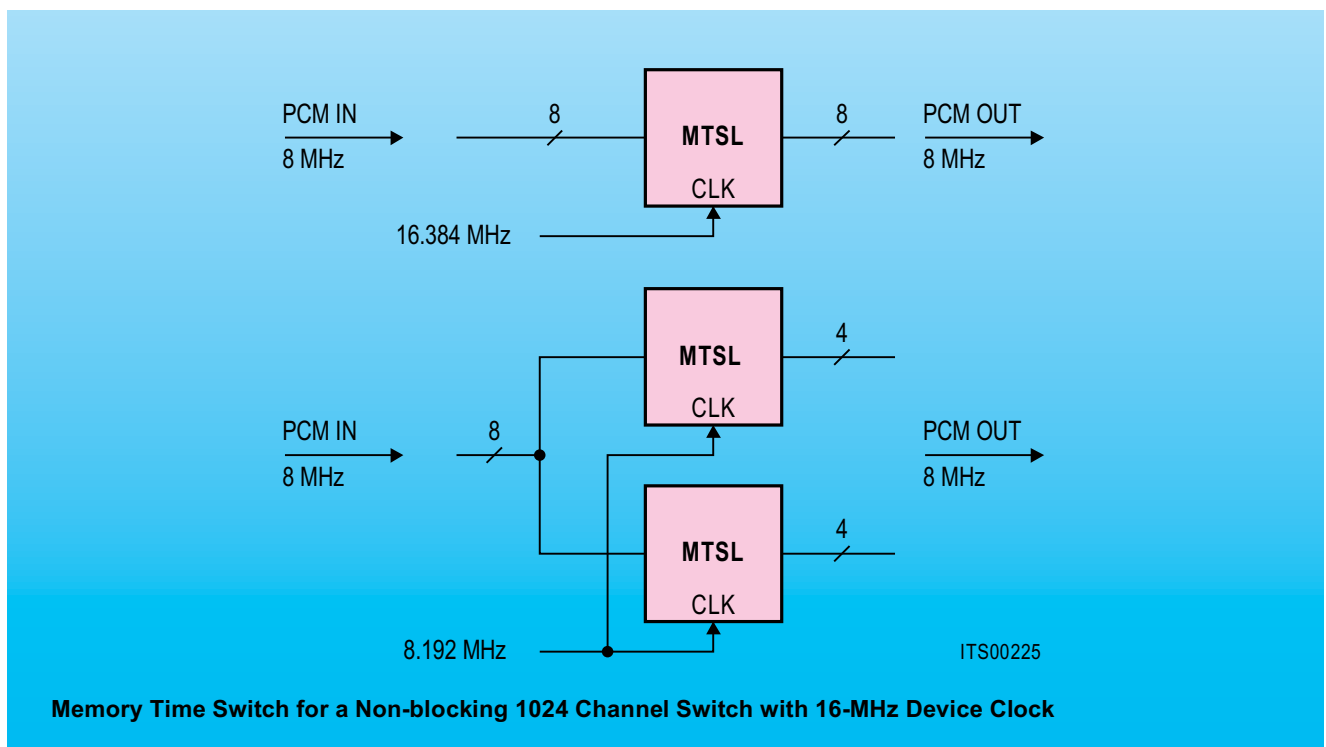 PCM IN
8 MHz
8
MTSL
CLK
8
PCM OUT
8 MHz
16.384 MHz
MTSL
CLK
4
PCM IN
8 MHz
8
PCM OUT
8 MHz
MTSL
CLK
4
8.192 MHz
ITS00225
Memory Time Switch for a Non-blocking 1024 Channel Switch with 16-MHz Device Clock